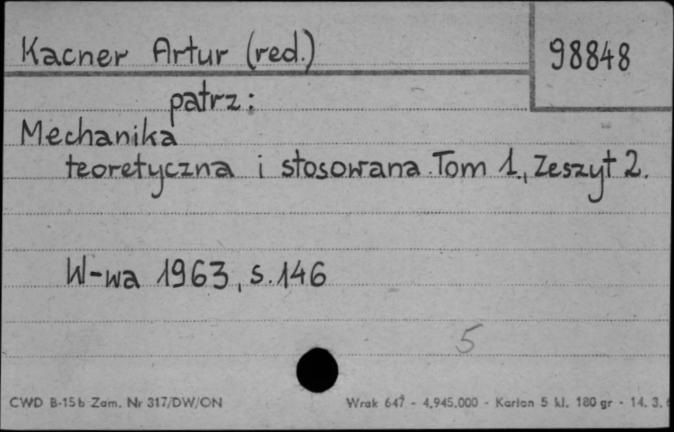 Kacner Artur (red.)
98848
patrz:
Mechanika
teoretyczna i stosowana. Tom 1., Zeszyt 2.
W-wa 1963, s. 146
5
CWD B-15b Zam. Nr 317/DW/ON
Wrak 647 - 4.945.000 - Karton 5 kl. 180 gr - 14. 3.